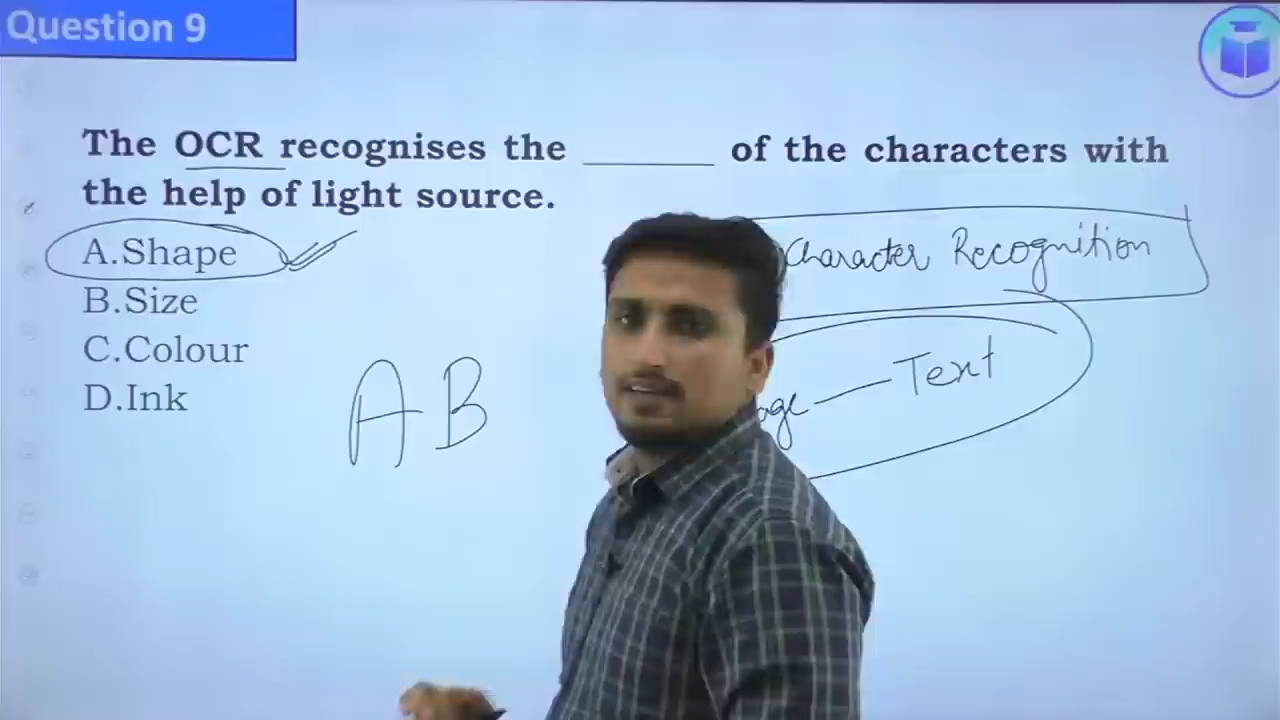 Question 9
The OCR recognises the ________ of the characters with
the help of light source.
A.Shape
B.Size
C.Colour
D.Ink
Character Recognition
Text
A B